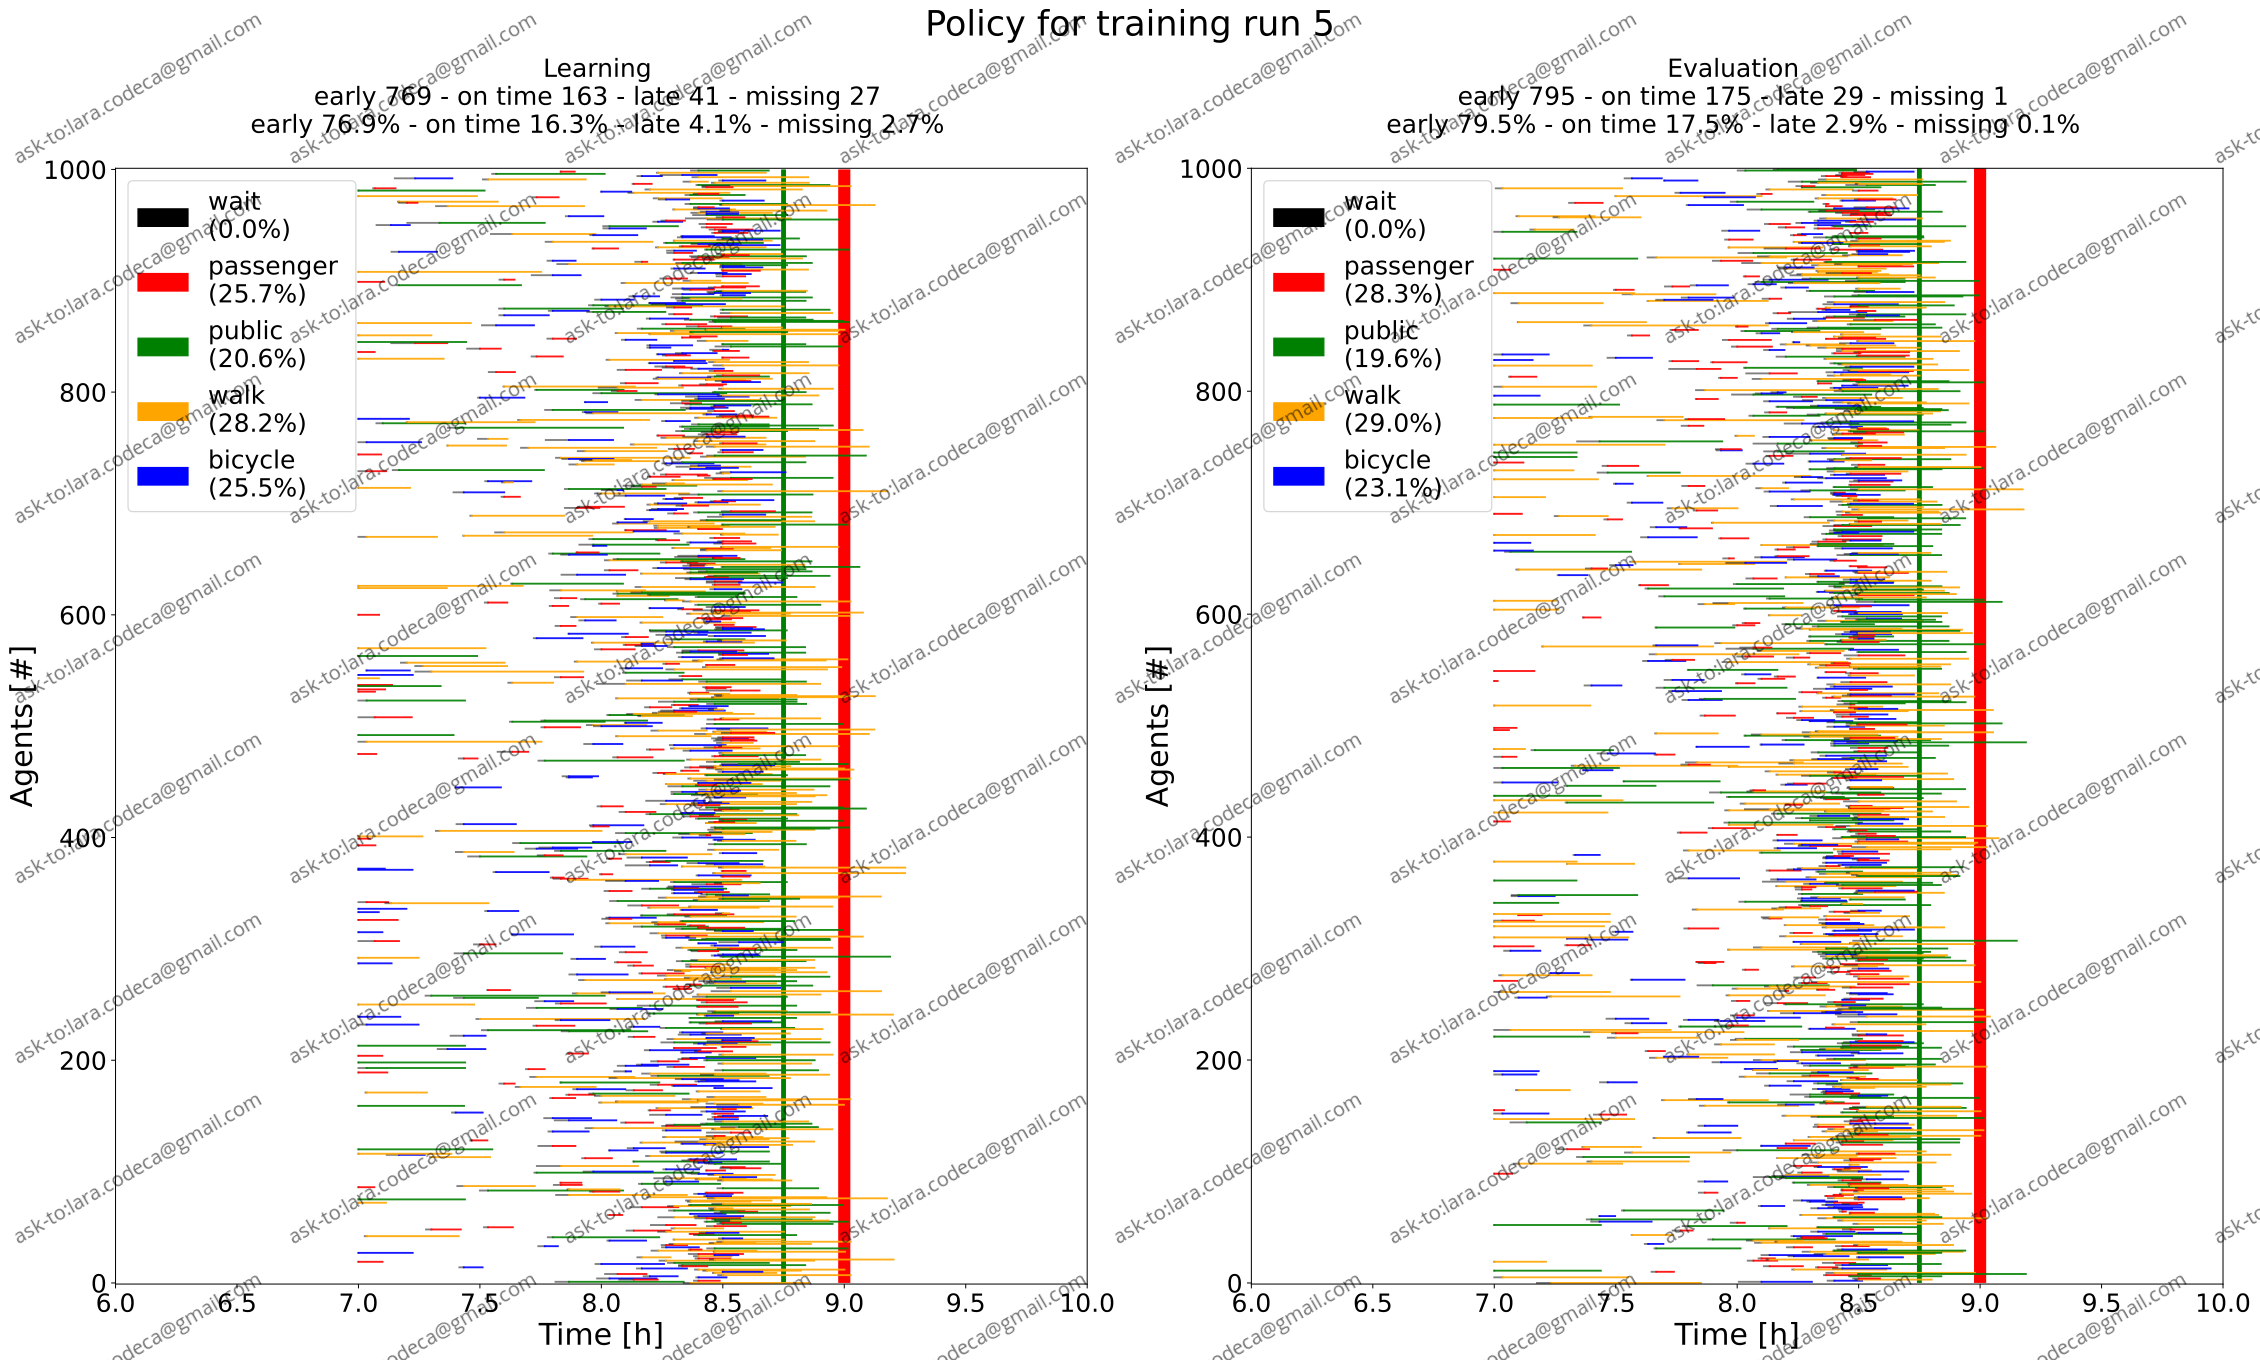 Policy for training run 5
Learning
early 769 - on time 163 - late 41 - missing 27
early 76.9% - on time 16.3% - late 4.1% - missing 2.7%
1000
800
600
400
200
0
Agents [#]
wait
(0.0%)
passenger
(25.7%)
public
(20.6%)
walk
(28.2%)
bicycle
(25.5%)
6.0 6.5 7.0 7.5 8.0 8.5 9.0 9.5 10.0
Time [h]
Evaluation
early 795 - on time 175 - late 29 - missing 1
early 79.5% - on time 17.5% - late 2.9% - missing 0.1%
1000
800
600
400
200
0
Agents [#]
wait
(0.0%)
passenger
(28.3%)
public
(19.6%)
walk
(29.0%)
bicycle
(23.1%)
6.0 6.5 7.0 7.5 8.0 8.5 9.0 9.5 10.0
Time [h]
ask-to:lara.codeca@gmail.com